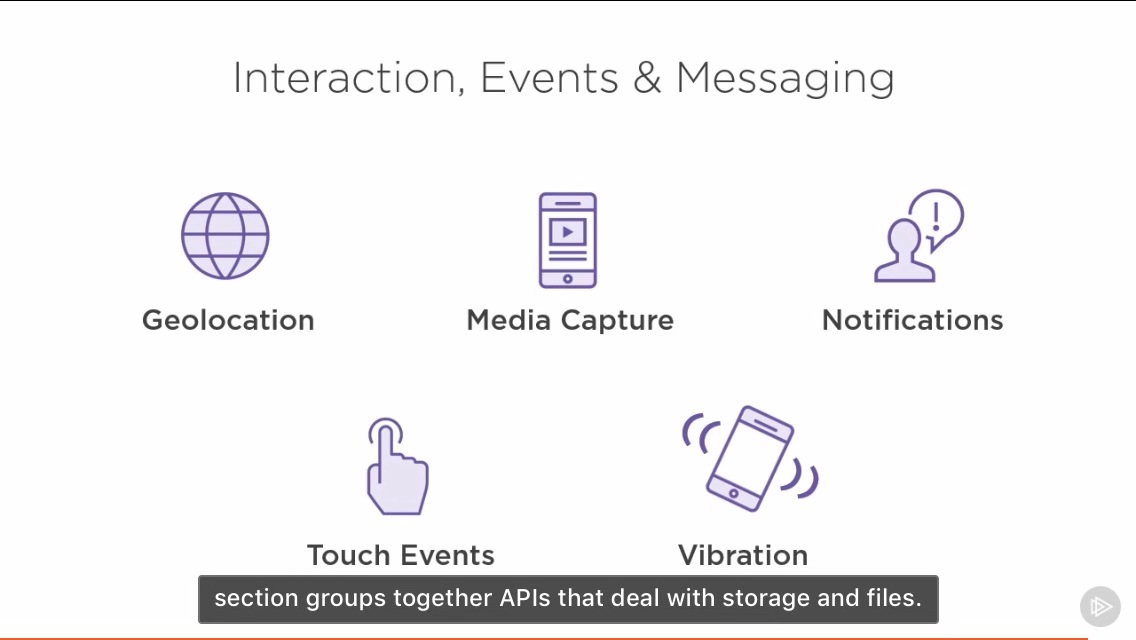 Interaction, Events & Messaging
Geolocation
Media Capture
Notifications
Touch Events
Vibration
section groups together APIs that deal with storage and files.